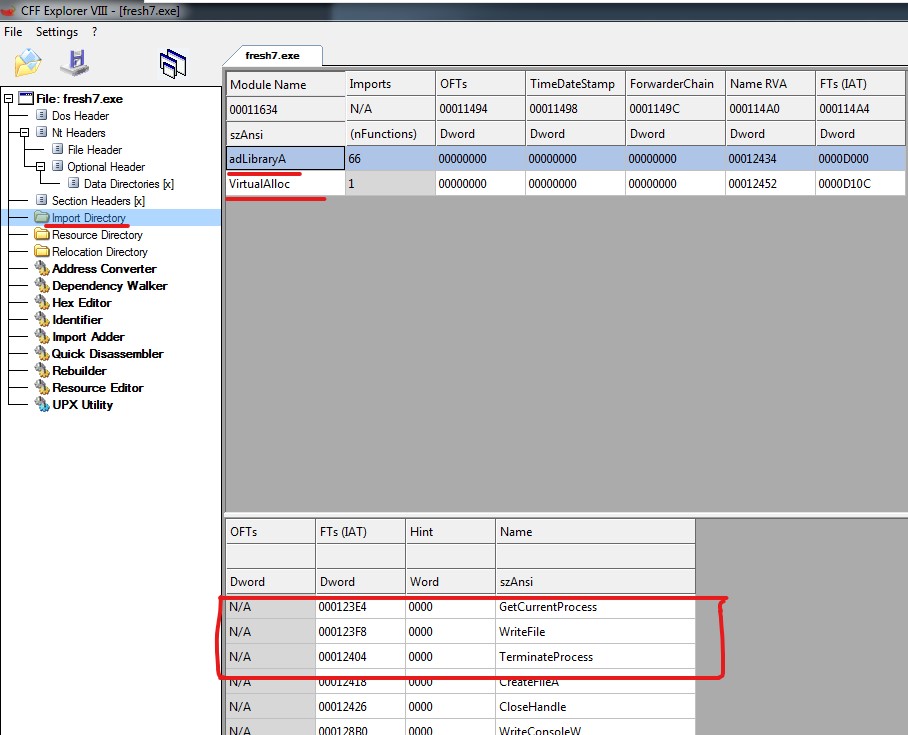 CFF Explorer VIII - [fresh7.exe]
File Settings ?
fresh7.exe
File: fresh7.exe
Dos Header
Nt Headers
File Header
Optional Header
Data Directories [x]
Section Headers [x]
Import Directory
Resource Directory
Relocation Directory
Address Converter
Dependency Walker
Hex Editor
Identifier
Import Adder
Quick Disassembler
Rebuilder
Resource Editor
UPX Utility
Module Name Imports OFTs TimeDateStamp ForwarderChain Name RVA FTs (IAT)
00011634 N/A 00011494 00011498 0001149C 000114A0 000114A4
szAnsi (nFunctions) Dword Dword Dword Dword Dword
adLibraryA 66 00000000 00000000 00000000 00012434 0000D000
VirtualAlloc 1 00000000 00000000 00000000 00012452 0000D10C
OFTs FTs (IAT) Hint Name
Dword Dword Word szAnsi
N/A 000123E4 0000 GetCurrentProcess
N/A 000123F8 0000 WriteFile
N/A 00012404 0000 TerminateProcess
N/A 00012418 0000 CreateFileA
N/A 00012426 0000 CloseHandle
N/A 000128B0 0000 WriteConsoleW